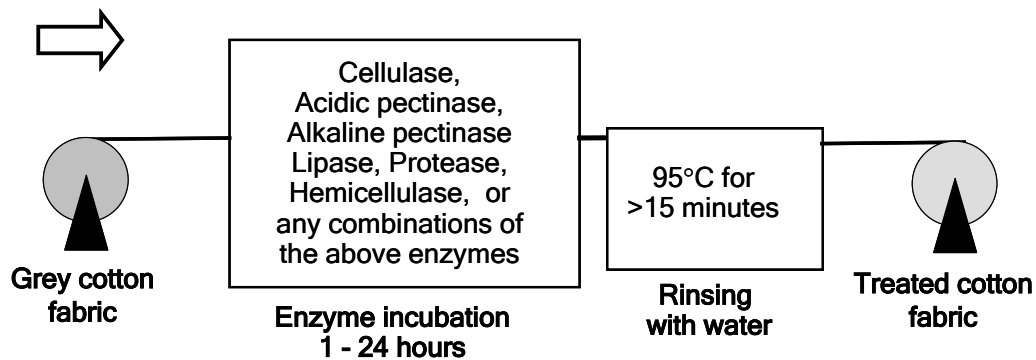 Cellulase,
Acidic pectinase,
Alkaline pectinase
Lipase, Protease,
Hemicellulase, or
any combinations of
the above enzymes
95°C for
>15 minutes
Grey cotton
fabric
Enzyme incubation
1 - 24 hours
Rinsing
with water
Treated cotton
fabric